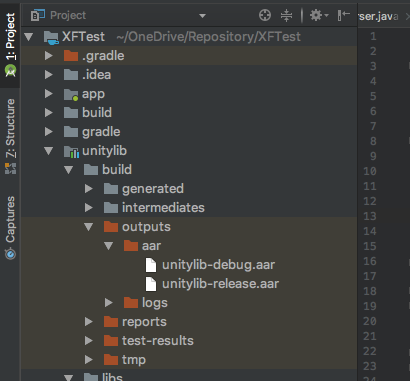 Project
XFTest ~/OneDrive/Repository/XFTest
.gradle
.idea
app
build
gradle
unitylib
build
generated
intermediates
outputs
aar
unitylib-debug.aar
unitylib-release.aar
logs
reports
test-results
tmp
libs
1: Project
Z: Structure
Captures
ser.java
1
2
3
4
5
6
7
8
9
10
11
12
13
14
15
16
17
18
19
20
21
22
23
24